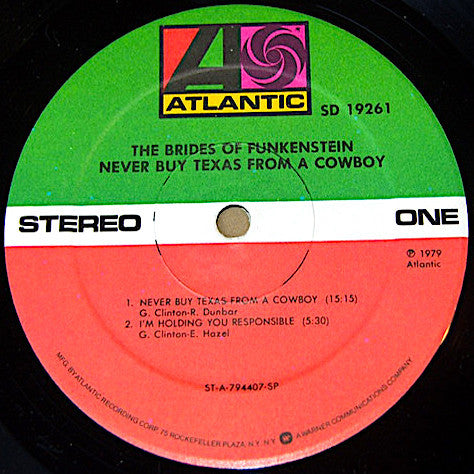 ATLANTIC
SD 19261
THE BRIDES OF FUNKENSTEIN
NEVER BUY TEXAS FROM A COWBOY
STEREO
ONE
℗ 1979
Atlantic
1. NEVER BUY TEXAS FROM A COWBOY (15:15)
G. Clinton-R. Dunbar
2. I'M HOLDING YOU RESPONSIBLE (5:30)
G. Clinton-E. Hazel
ST-A-794407-SP
MFG. BY ATLANTIC RECORDING CORP. 75 ROCKEFELLER PLAZA, N.Y. N.Y. A WARNER COMMUNICATIONS COMPANY